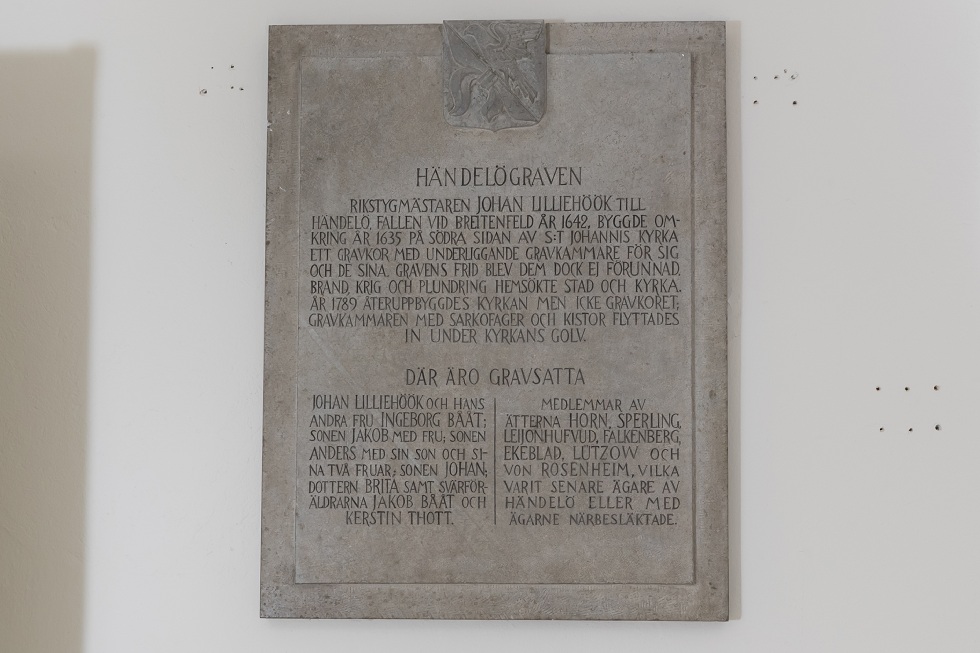 HÄNDELÖGRAVEN
RIKSTYGMÄSTAREN JOHAN LILLIEHÖÖK TILL
HÄNDELÖ, FALLEN VID BREITENFELD ÅR 1642, BYGGDE OM-
KRING ÅR 1635 PÅ SÖDRA SIDAN AV S:T JOHANNIS KYRKA
ETT GRAVKOR MED UNDERLIGGANDE GRAVKAMMARE FÖR SIG
OCH DE SINA. GRAVENS FRID BLEV DEM DOCK EJ FÖRUNNAD.
BRAND, KRIG OCH PLUNDRING HEMSÖKTE STAD OCH KYRKA.
ÅR 1789 ÅTERUPPBYGGDES KYRKAN MEN ICKE GRAVKORET;
GRAVKAMMAREN MED SARKOFAGER OCH KISTOR FLYTTADES
IN UNDER KYRKANS GOLV.
DÄR ÄRO GRAVSATTA
JOHAN LILLIEHÖÖK OCH HANS
ANDRA FRU INGEBORG BÅÅT;
SONEN JAKOB MED FRU; SONEN
ANDERS MED SIN SON OCH SI-
NA TVÅ FRUAR; SONEN JOHAN;
DOTTERN BRITA SAMT SVÄRFÖR-
ÄLDRARNA JAKOB BÅÅT OCH
KERSTIN THOTT.
MEDLEMMAR AV
ÄTTERNA HORN, SPERLING,
LEIJONHUFVUD, FALKENBERG,
EKEBLAD, LÜTZOW OCH
VON ROSENHEIM, VILKA
VARIT SENARE ÄGARE AV
HÄNDELÖ ELLER MED
ÄGARNE NÄRBESLÄKTADE.